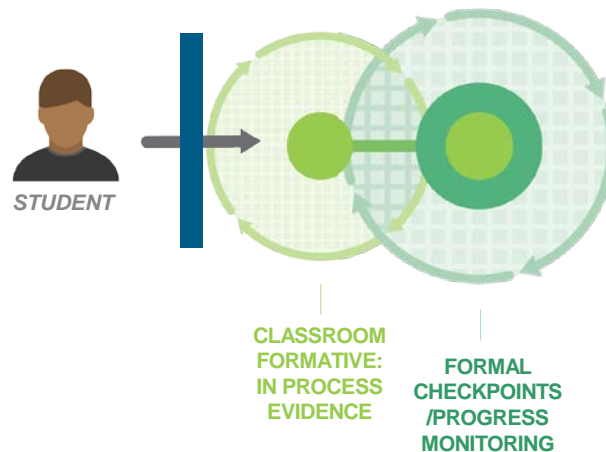 STUDENT
CLASSROOM
FORMATIVE:
IN PROCESS
EVIDENCE
FORMAL
CHECKPOINTS
/PROGRESS
MONITORING